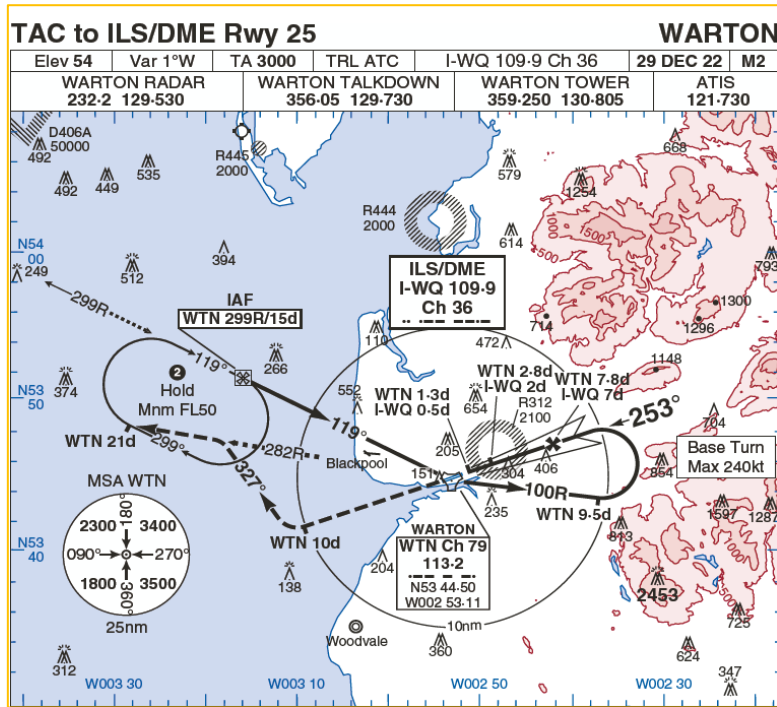 TAC to ILS/DME Rwy 25 WARTON
Elev 54 Var 1°W TA 3000 TRL ATC I-WQ 109·9 Ch 36 29 DEC 22 M2
WARTON RADAR
232·2 129·530
WARTON TALKDOWN
356·05 129·730
WARTON TOWER
359·250 130·805
ATIS
121·730
D406A
50000
492
492
449
535
R445
2000
579
1254
668
N54
00
249
512
394
R444
2000
614
1000
1500
1500
1500
793
299R
IAF
WTN 299R/15d
ILS/DME
I-WQ 109·9
Ch 36
714
1300
1296
119°
2
Hold
Mnm FL50
266
110
472
1148
N53
50
374
552
WTN 1·3d
I-WQ 0·5d
WTN 2·8d
I-WQ 2d
WTN 7·8d
I-WQ 7d
654
R312
2100
253°
704
WTN 21d
299°
282R
119°
Blackpool
205
151
304
406
854
Base Turn
Max 240kt
327°
100R
WTN 9·5d
235
1597
1287
MSA WTN
2300
180°
3400
090°
270°
1800
360°
3500
25nm
WTN 10d
WARTON
WTN Ch 79
113·2
N53 44·50
W002 53·11
813
N53
40
138
204
2453
725
Woodvale
10nm
360
624
312
347
W003 30
W003 10
W002 50
W002 30